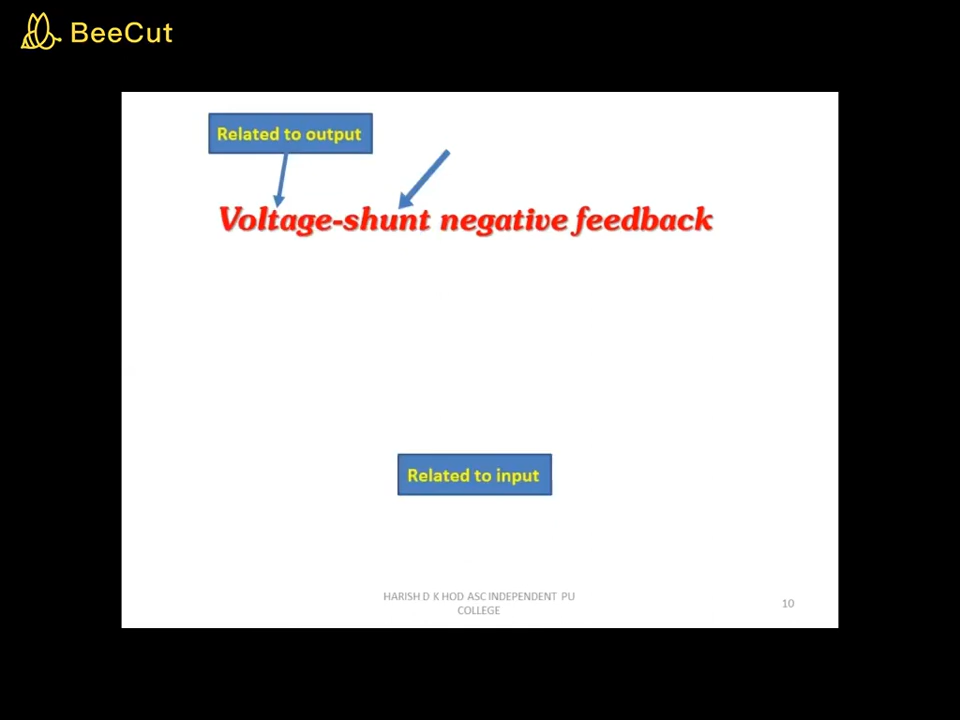 BeeCut
Related to output
Voltage-shunt negative feedback
Related to input
HARISH D K HOD ASC INDEPENDENT PU
COLLEGE
10